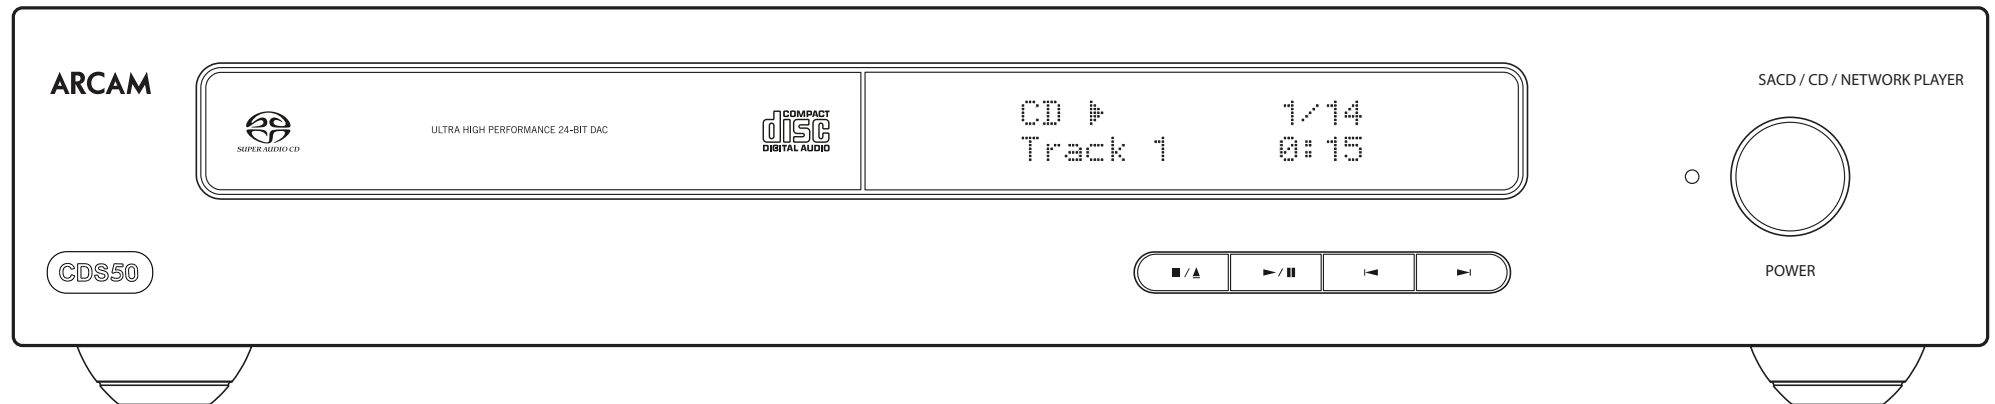 ARCAM
SUPER AUDIO CD
ULTRA HIGH PERFORMANCE 24-BIT DAC
COMPACT
disc
DIGITAL AUDIO
CD ▶ 1/14
Track 1 0:15
SACD / CD / NETWORK PLAYER
CDS50
■/▲ ►/❚❚ I◄ ►I
POWER